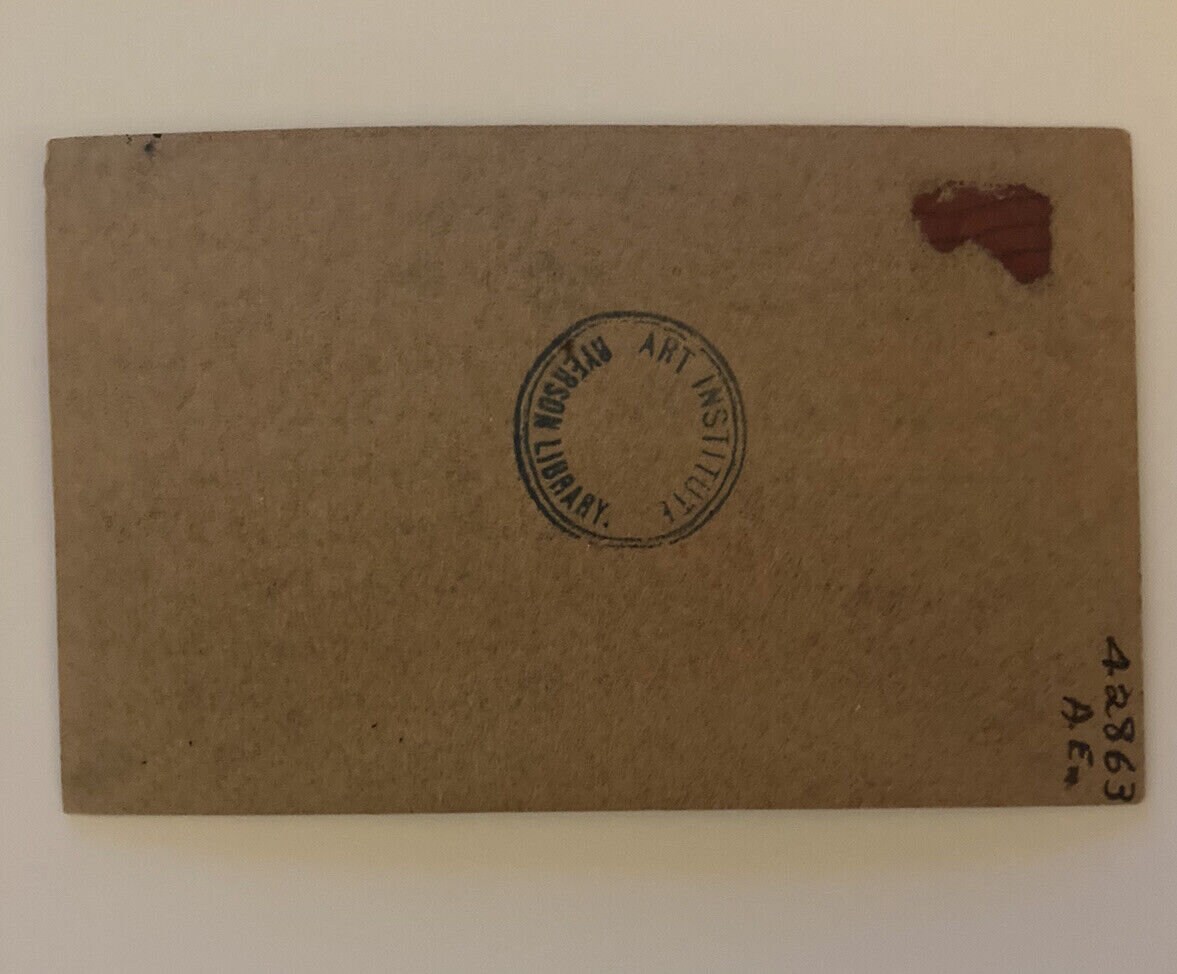 ART INSTITUTE
RYERSON LIBRARY.
42863